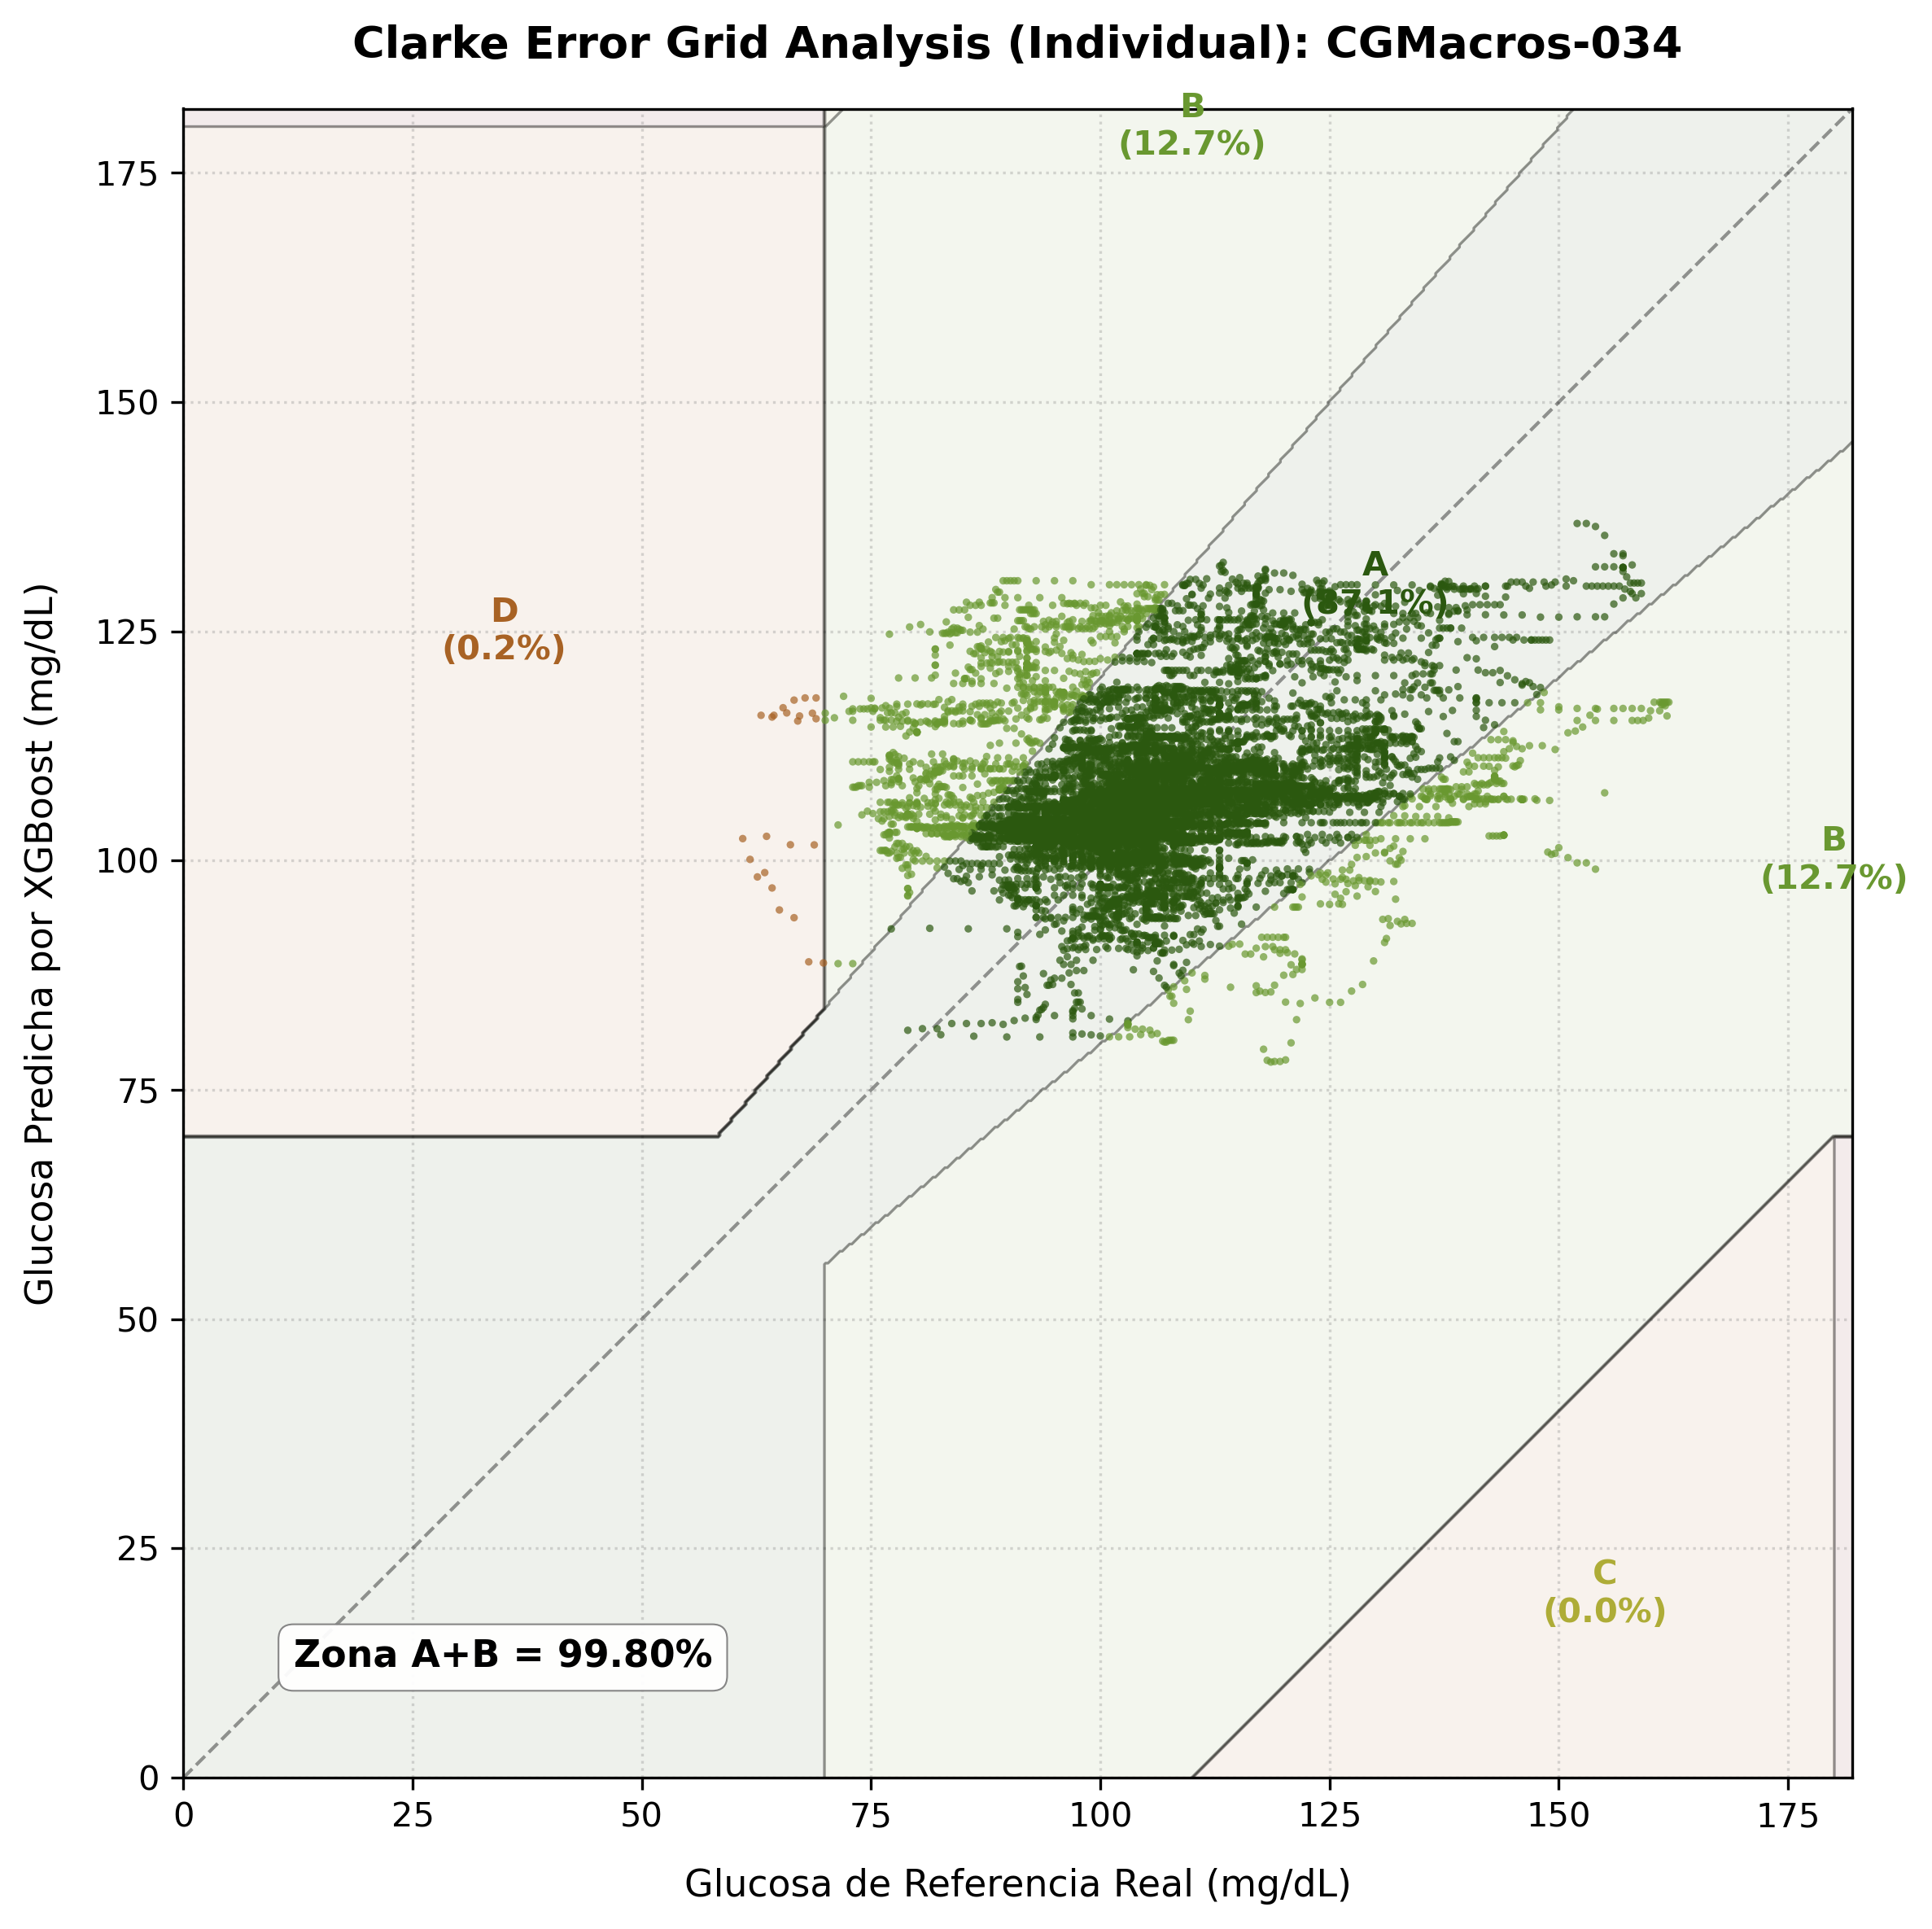 Clarke Error Grid Analysis (Individual): CGMacros-034
B
(12.7%)
175
150
A
(87.1%)
D
(0.2%)
125
B
(12.7%)
100
75
50
C
(0.0%)
25
Zona A+B = 99.80%
0
0 25 50 75 100 125 150 175
Glucosa de Referencia Real (mg/dL)
Glucosa Predicha por XGBoost (mg/dL)